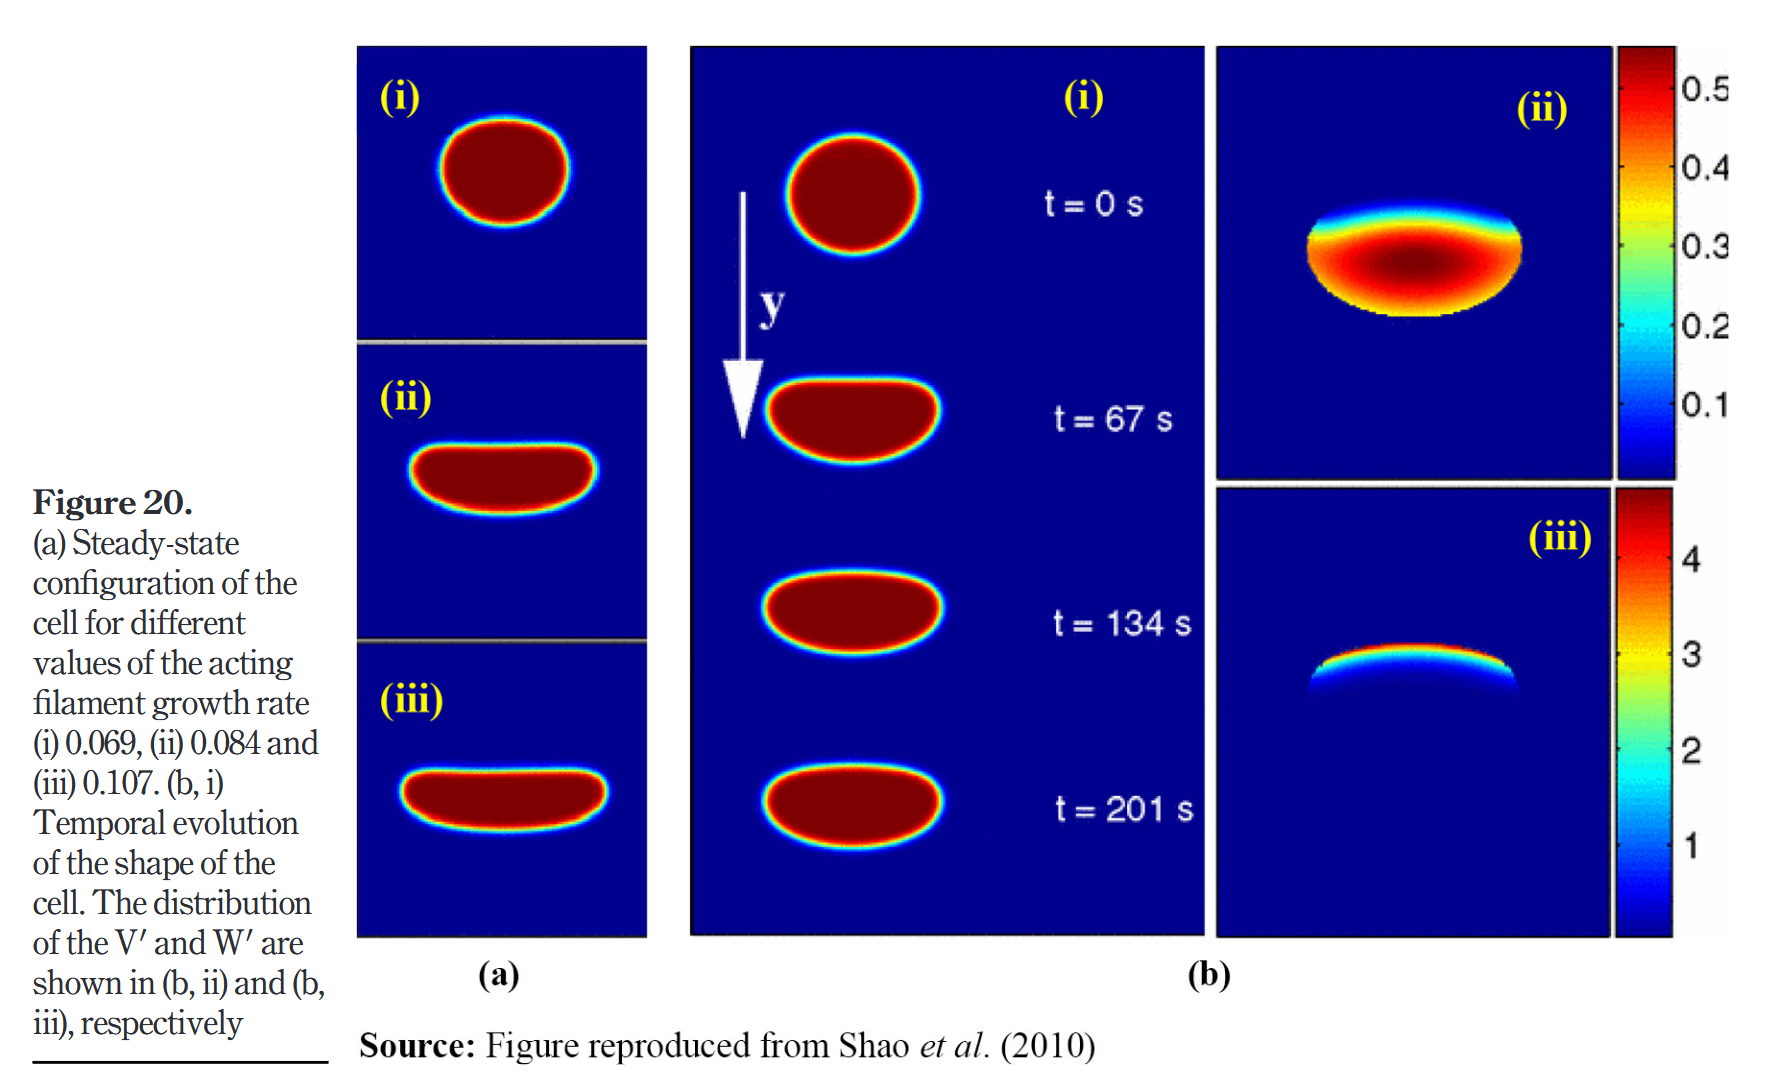 Figure 20.
(a) Steady-state
configuration of the
cell for different
values of the acting
filament growth rate
(i) 0.069, (ii) 0.084 and
(iii) 0.107. (b, i)
Temporal evolution
of the shape of the
cell. The distribution
of the V′ and W′ are
shown in (b, ii) and (b,
iii), respectively
(i)
(ii)
(iii)
(a)
(i)
t = 0 s
y
t = 67 s
t = 134 s
t = 201 s
(ii)
0.5
0.4
0.3
0.2
0.1
(iii)
4
3
2
1
(b)
Source: Figure reproduced from Shao et al. (2010)